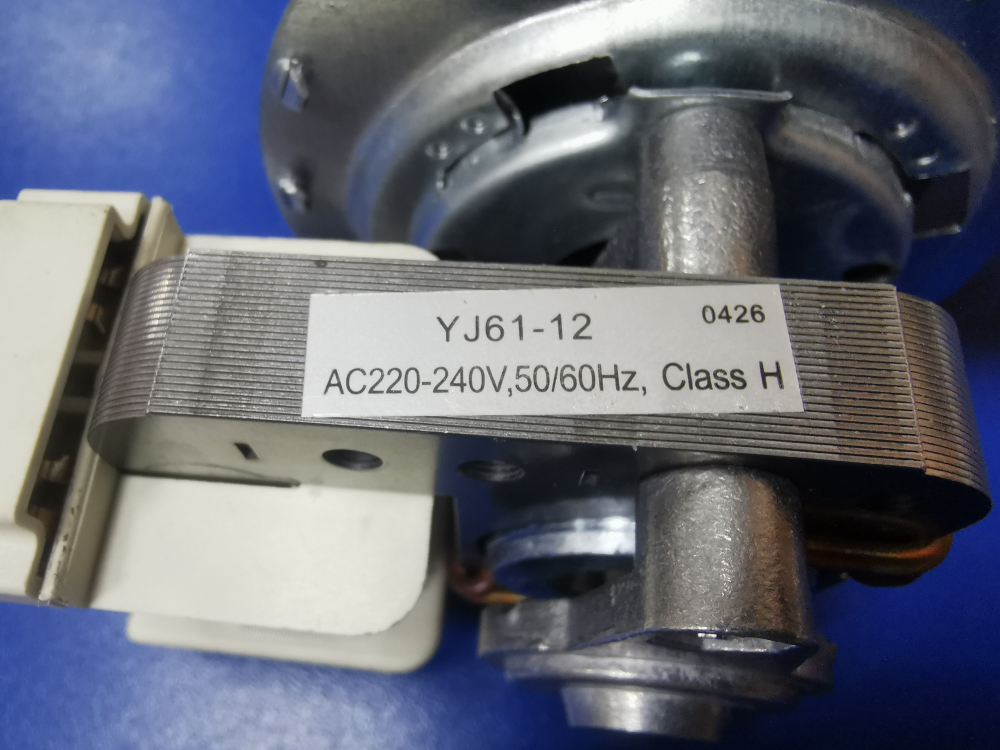 YJ61-12 0426
AC220-240V,50/60Hz, Class H